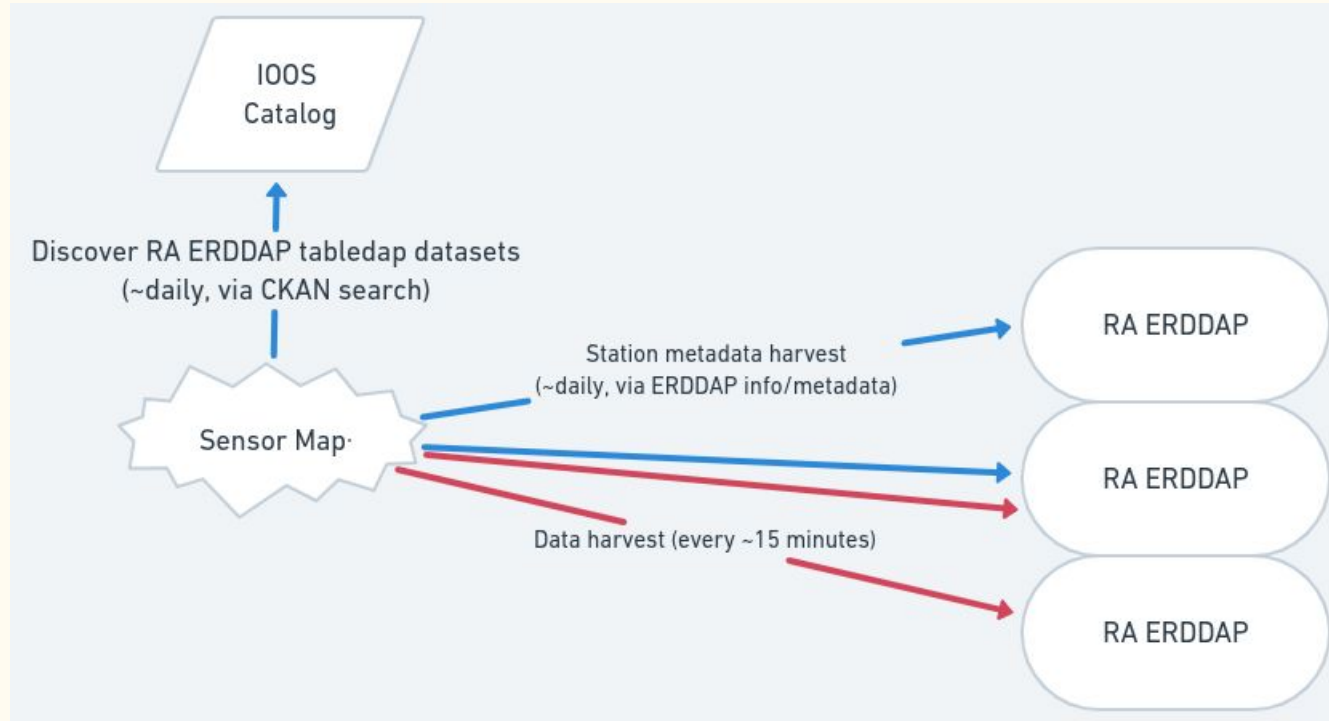 IOOS
Catalog
Discover RA ERDDAP tabledap datasets
(~daily, via CKAN search)
Sensor Map·
Station metadata harvest
(~daily, via ERDDAP info/metadata)
Data harvest (every ~15 minutes)
RA ERDDAP
RA ERDDAP
RA ERDDAP